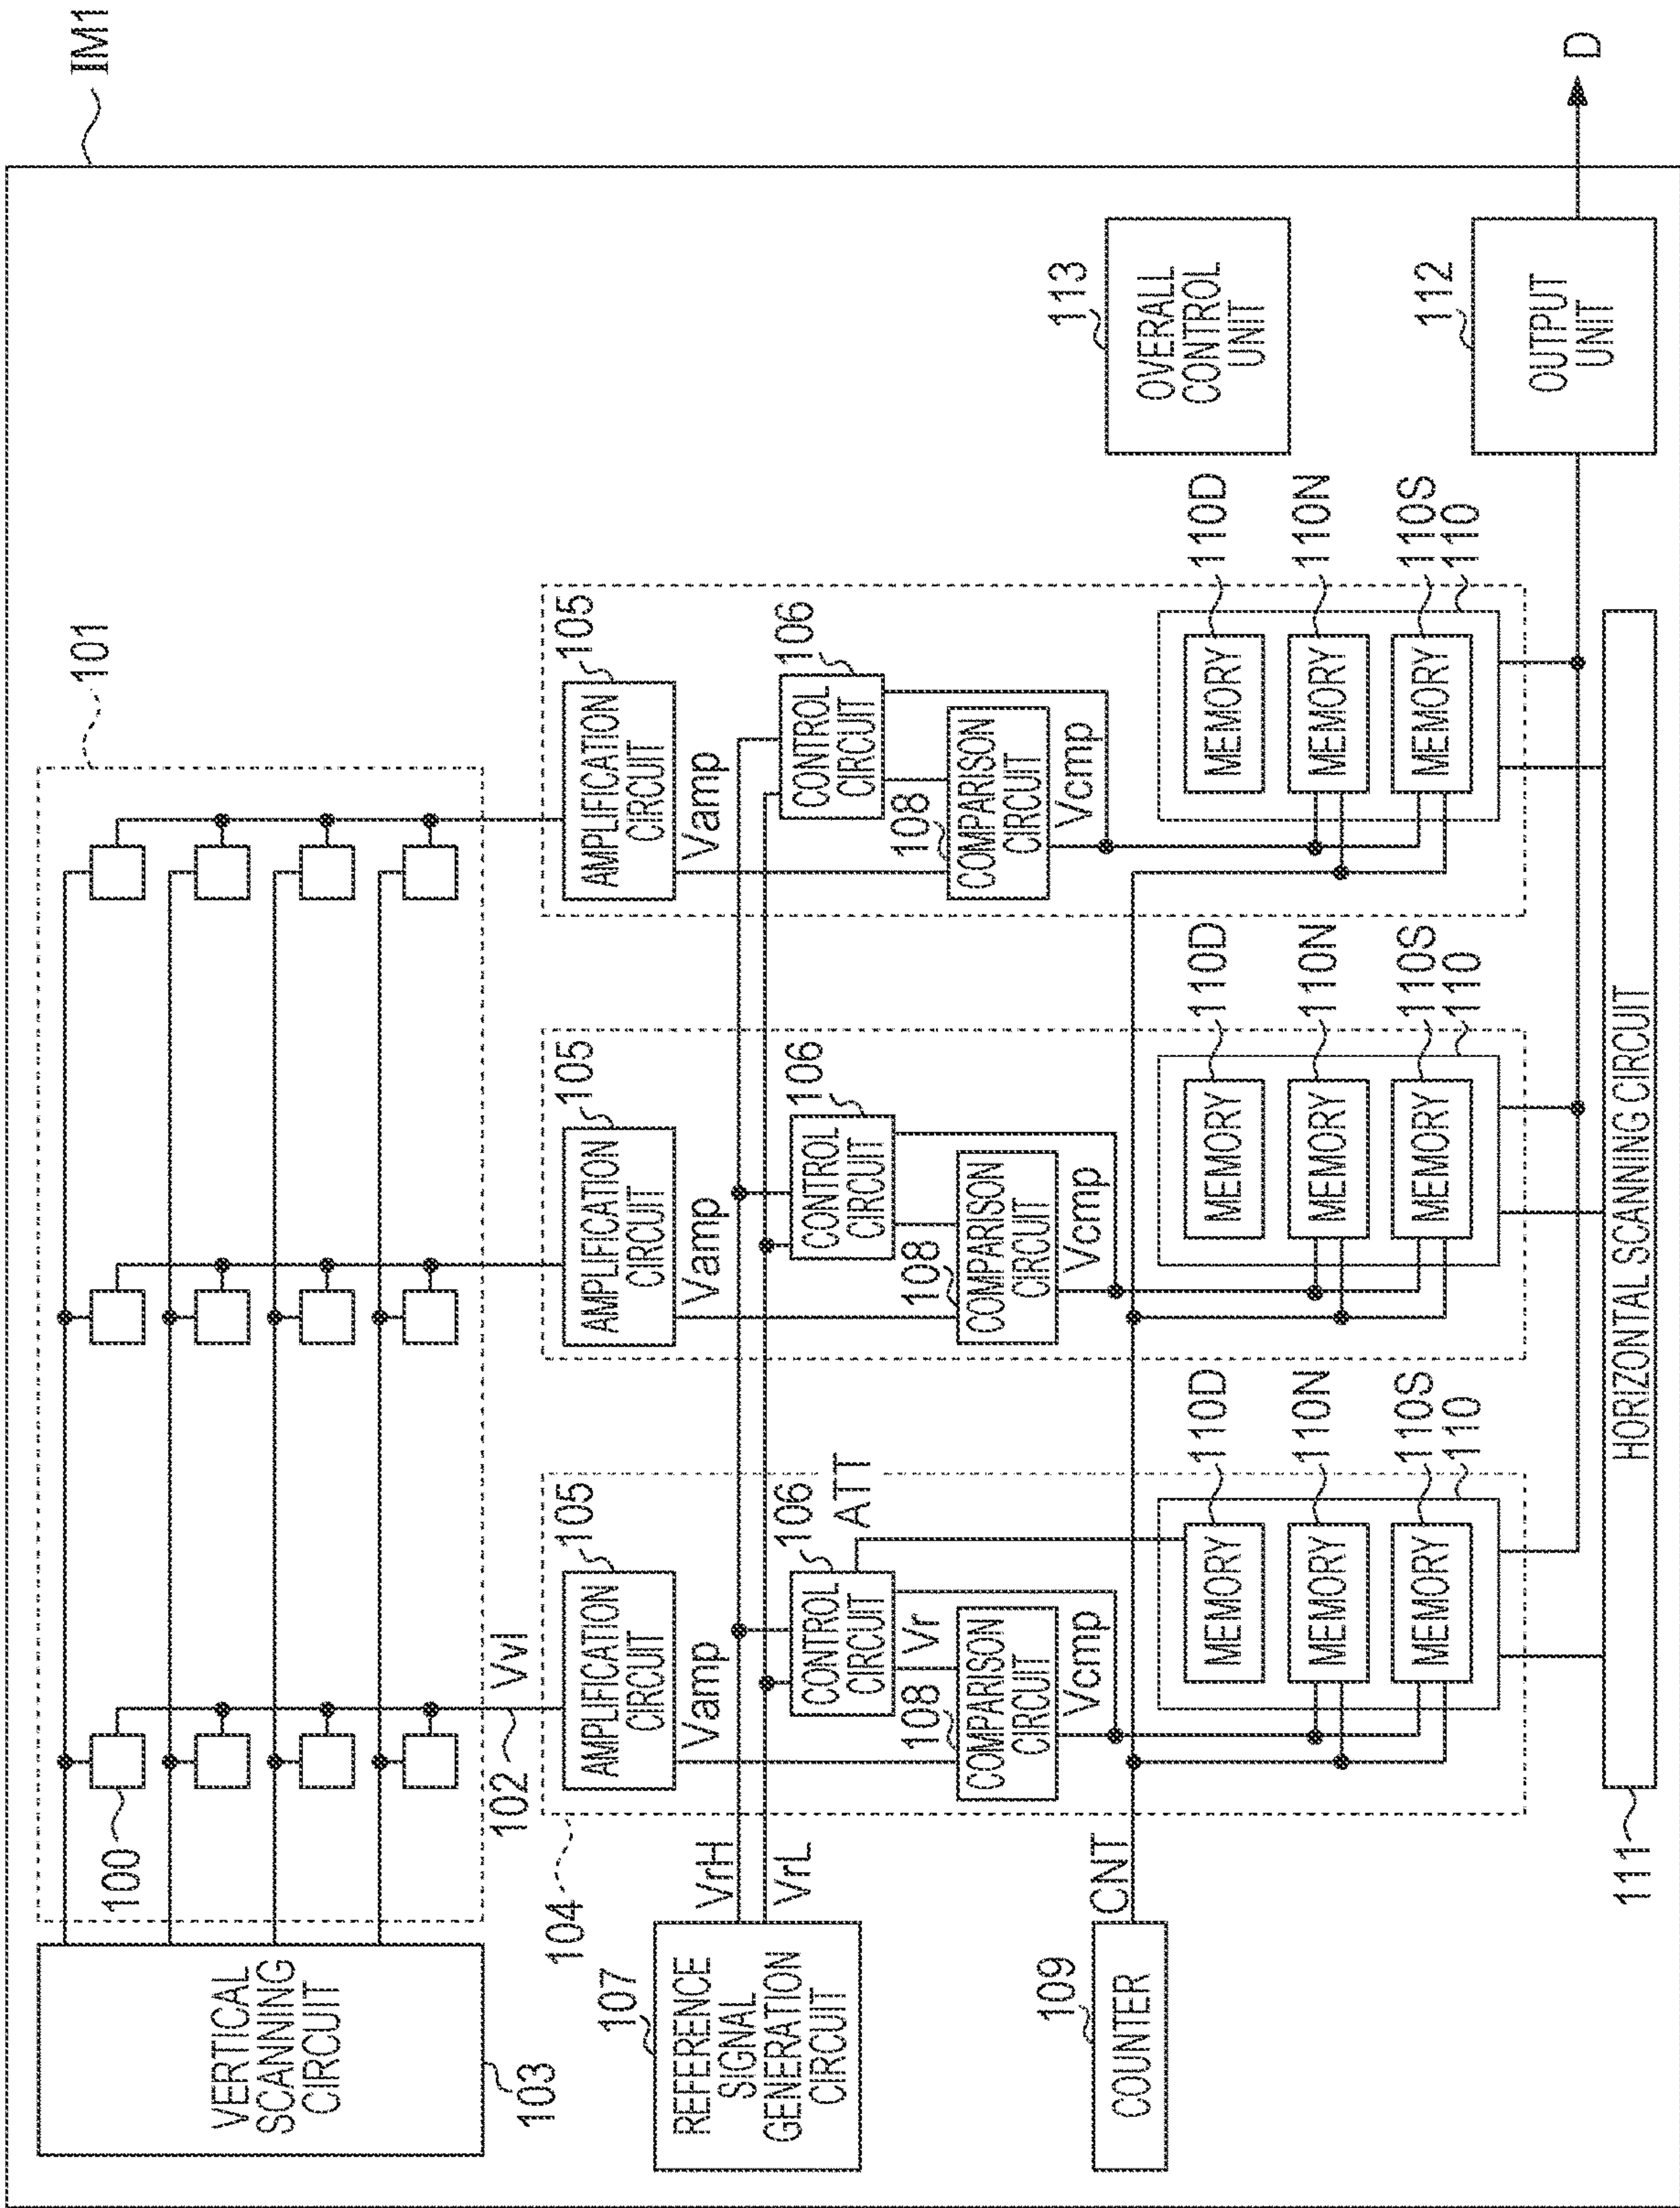 IM1
101
VERTICAL
SCANNING
CIRCUIT
103
100
102
Vvl
104
105
AMPLIFICATION
CIRCUIT
105
AMPLIFICATION
CIRCUIT
105
AMPLIFICATION
CIRCUIT
Vamp
Vamp
Vamp
107
REFERENCE
SIGNAL
GENERATION
CIRCUIT
VrH
VrL
106
CONTROL
CIRCUIT
ATT
106
CONTROL
CIRCUIT
106
CONTROL
CIRCUIT
Vr
108
COMPARISON
CIRCUIT
108
COMPARISON
CIRCUIT
108
COMPARISON
CIRCUIT
Vcmp
Vcmp
Vcmp
109
COUNTER
CNT
110D
MEMORY
110D
MEMORY
110D
MEMORY
110N
MEMORY
110N
MEMORY
110N
MEMORY
110S
MEMORY
110S
MEMORY
110S
MEMORY
110
110
110
113
OVERALL
CONTROL
UNIT
112
OUTPUT
UNIT
D
HORIZONTAL SCANNING CIRCUIT
111